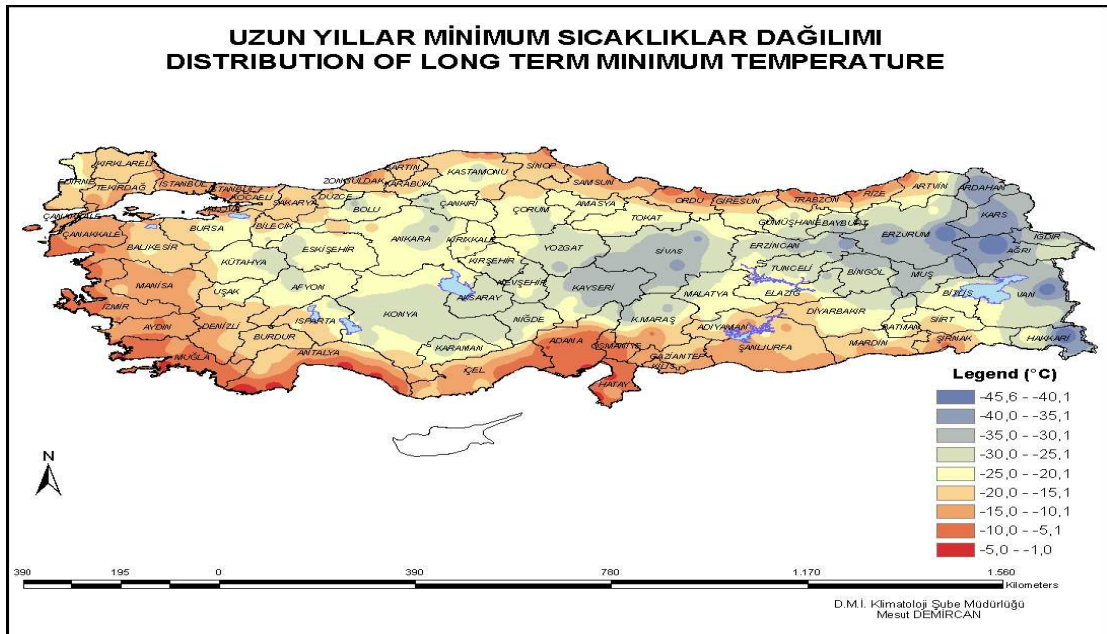 UZUN YILLAR MİNİMUM SICAKLIKLAR DAĞILIMI
DISTRIBUTION OF LONG TERM MINIMUM TEMPERATURE
KIRKLARELİ
EDİRNE
TEKİRDAĞ
İSTANBUL
İSTANBUL
KOCAELİ
SAKARYA
DÜZCE
ZONGULDAK
BARTIN
KARABÜK
KASTAMONU
SİNOP
SAMSUN
ORDU
GİRESUN
TRABZON
RİZE
ARTVİN
ARDAHAN
KARS
ÇANAKKALE
ÇANAKKALE
BALIKESİR
BURSA
BİLECİK
BOLU
ÇANKIRI
ÇORUM
AMASYA
TOKAT
GÜMÜŞHANE
BAYBURT
ERZURUM
IĞDIR
AĞRI
ESKİŞEHİR
ANKARA
KIRIKKALE
YOZGAT
SİVAS
ERZİNCAN
KÜTAHYA
KIRŞEHİR
TUNCELİ
BİNGÖL
MUŞ
MANİSA
UŞAK
AFYON
AKSARAY
NEVŞEHİR
KAYSERİ
MALATYA
ELAZIĞ
BİTLİS
VAN
İZMİR
KONYA
DİYARBAKIR
AYDIN
DENİZLİ
ISPARTA
NİĞDE
K.MARAŞ
ADIYAMAN
BATMAN
SİİRT
BURDUR
ŞIRNAK
HAKKARİ
MUĞLA
ANTALYA
KARAMAN
ADANA
OSMANİYE
GAZİANTEP
ŞANLIURFA
MARDİN
İÇEL
KİLİS
HATAY
Legend (°C)
-45,6 - -40,1
-40,0 - -35,1
-35,0 - -30,1
-30,0 - -25,1
-25,0 - -20,1
-20,0 - -15,1
-15,0 - -10,1
-10,0 - -5,1
-5,0 - -1,0
N
390 195 0 390 780 1.170 1.560
Kilometers
D.M.İ. Klimatoloji Şube Müdürlüğü
Mesut DEMİRCAN